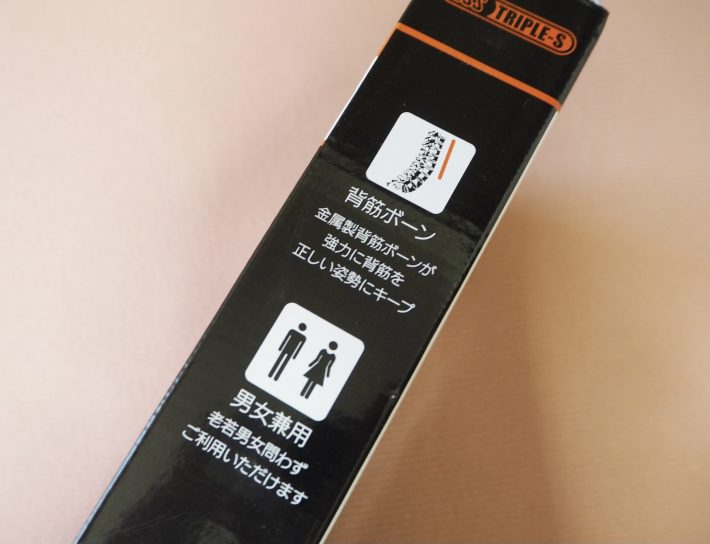 SSS TRIPLE-S
背筋ボーン
金属製背筋ボーンが
強力に背筋を
正しい姿勢にキープ
男女兼用
老若男女問わず
ご利用いただけます